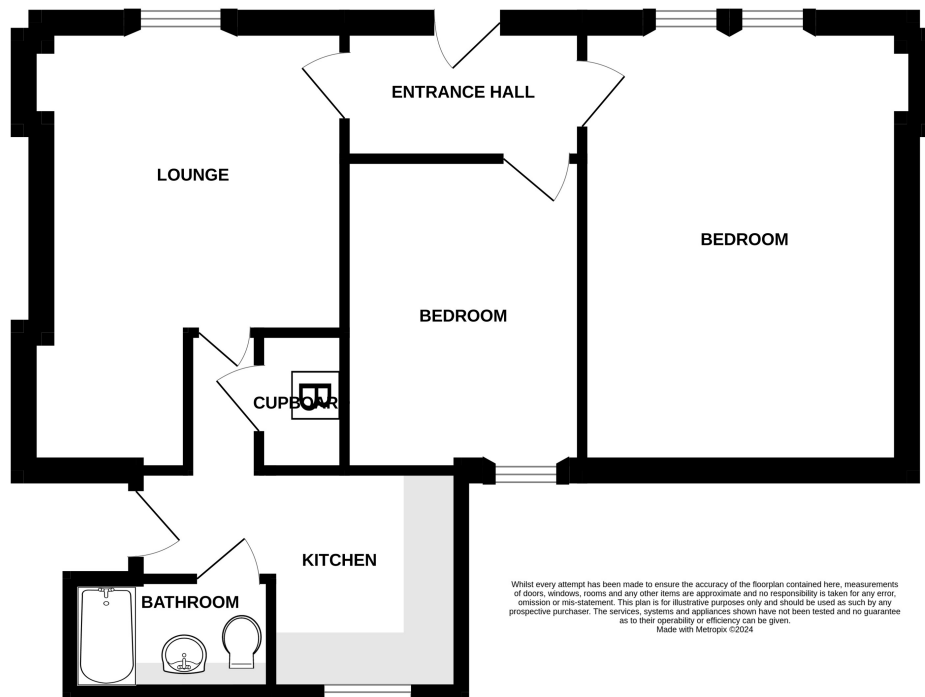 ENTRANCE HALL
LOUNGE
BEDROOM
BEDROOM
B
CUPBOAR
KITCHEN
BATHROOM
Whilst every attempt has been made to ensure the accuracy of the floorplan contained here, measurements
of doors, windows, rooms and any other items are approximate and no responsibility is taken for any error,
omission or mis-statement. This plan is for illustrative purposes only and should be used as such by any
prospective purchaser. The services, systems and appliances shown have not been tested and no guarantee
as to their operability or efficiency can be given.
Made with Metropix ©2024